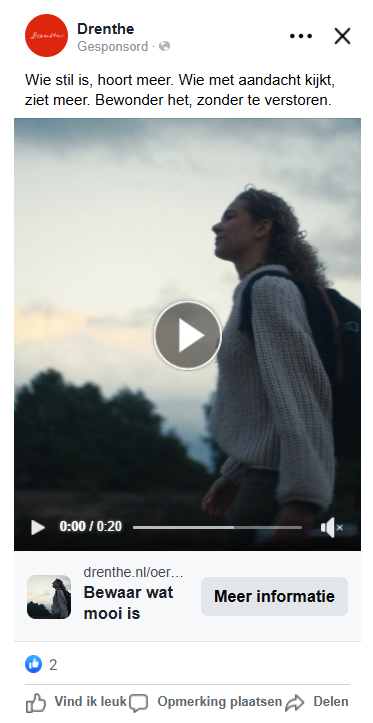 Drenthe
Drenthe
Gesponsord ·
Wie stil is, hoort meer. Wie met aandacht kijkt,
ziet meer. Bewonder het, zonder te verstoren.
0:00 / 0:20
drenthe.nl/oer...
Bewaar wat
mooi is
Meer informatie
2
Vind ik leuk
Opmerking plaatsen
Delen